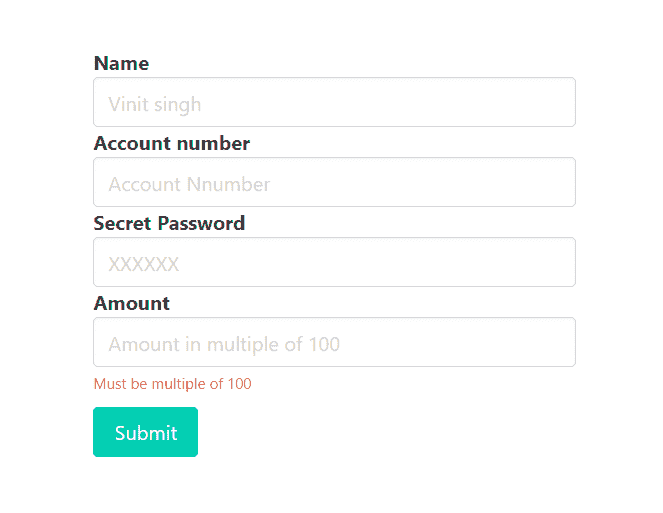 Name
Vinit singh
Account number
Account Nnumber
Secret Password
XXXXXX
Amount
Amount in multiple of 100
Must be multiple of 100
Submit